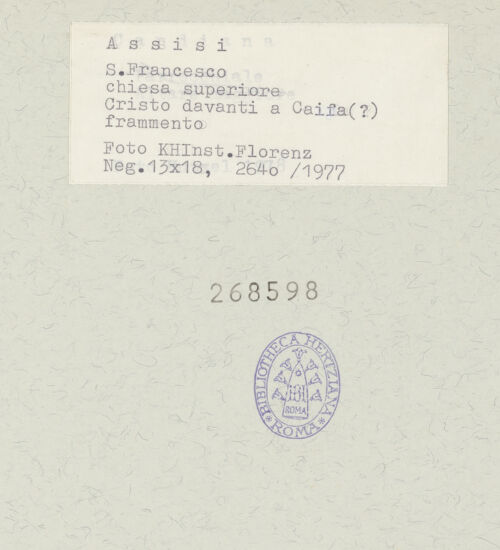 A s s i s i
S.Francesco
chiesa superiore
Cristo davanti a Caifa(?)
frammento
Foto KHInst.Florenz
Neg.13x18, 264o /1977
268598
BIBLIOTHECA HERTZIANA
ROMA
* ROMA *